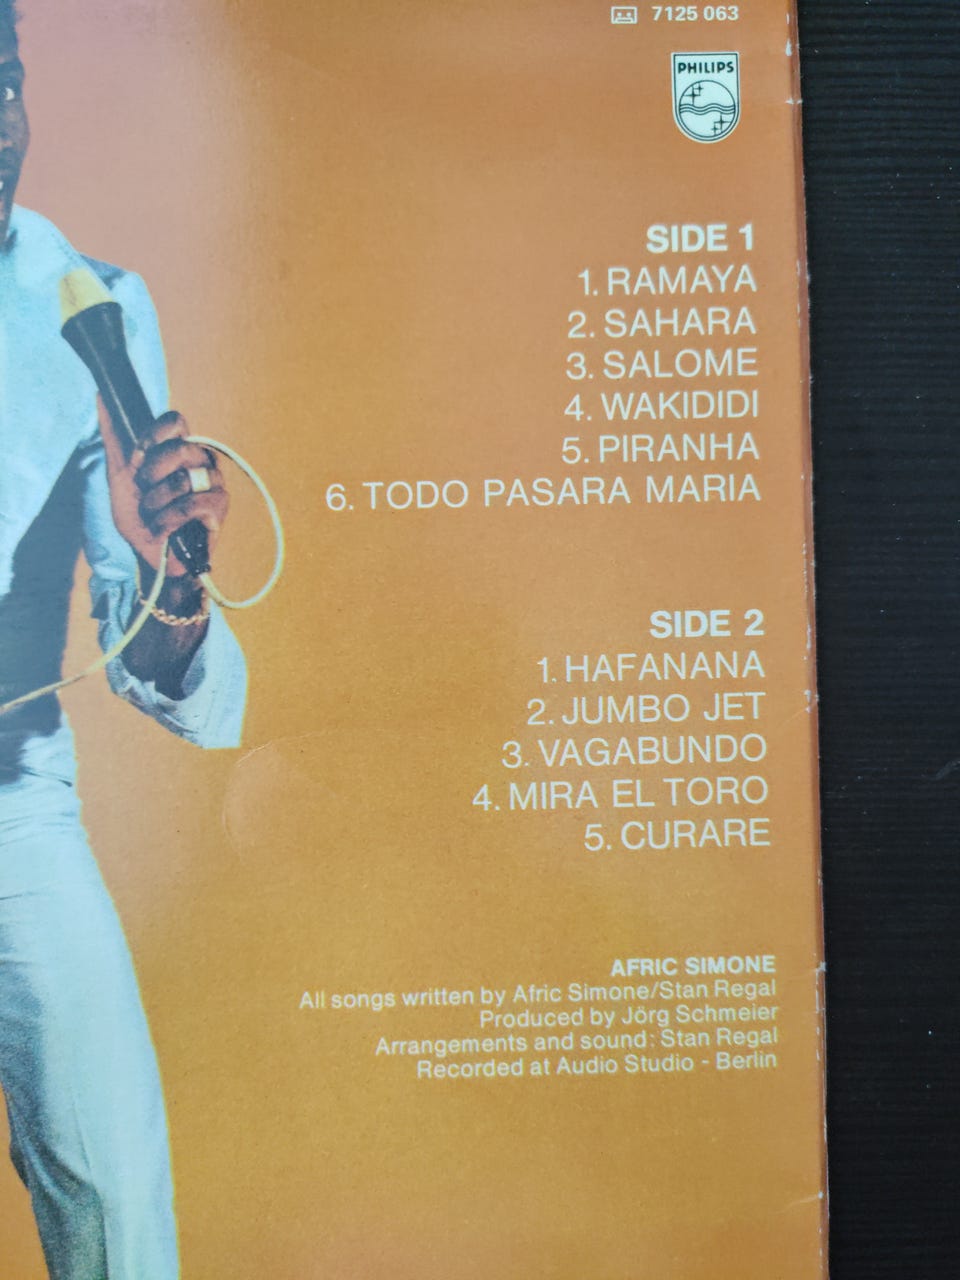 7125 063
PHILIPS
SIDE 1
1. RAMAYA
2. SAHARA
3. SALOME
4. WAKIDIDI
5. PIRANHA
6. TODO PASARA MARIA
SIDE 2
1. HAFANANA
2. JUMBO JET
3. VAGABUNDO
4. MIRA EL TORO
5. CURARE
AFRIC SIMONE
All songs written by Afric Simone/Stan Regal
Produced by Jörg Schmeier
Arrangements and sound: Stan Regal
Recorded at Audio Studio - Berlin